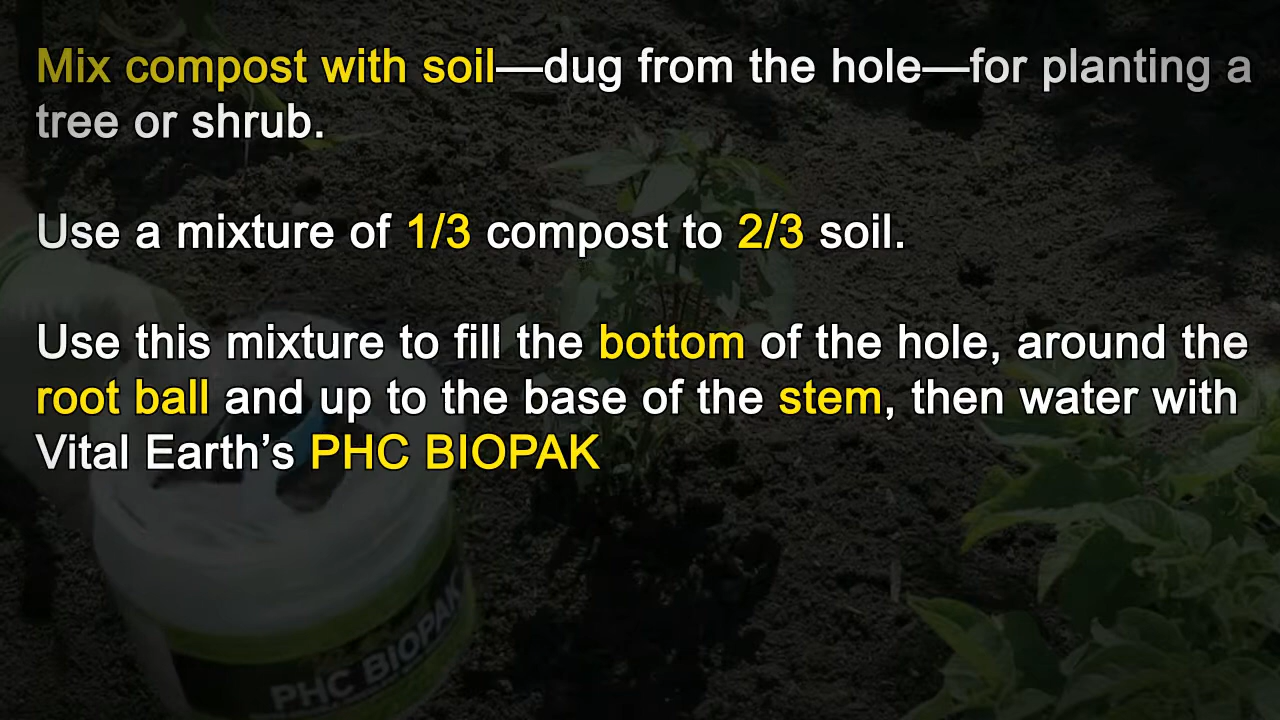 Mix compost with soil—dug from the hole—for planting a
tree or shrub.
Use a mixture of 1/3 compost to 2/3 soil.
Use this mixture to fill the bottom of the hole, around the
root ball and up to the base of the stem, then water with
Vital Earth’s PHC BIOPAK
PHC BIOPAK